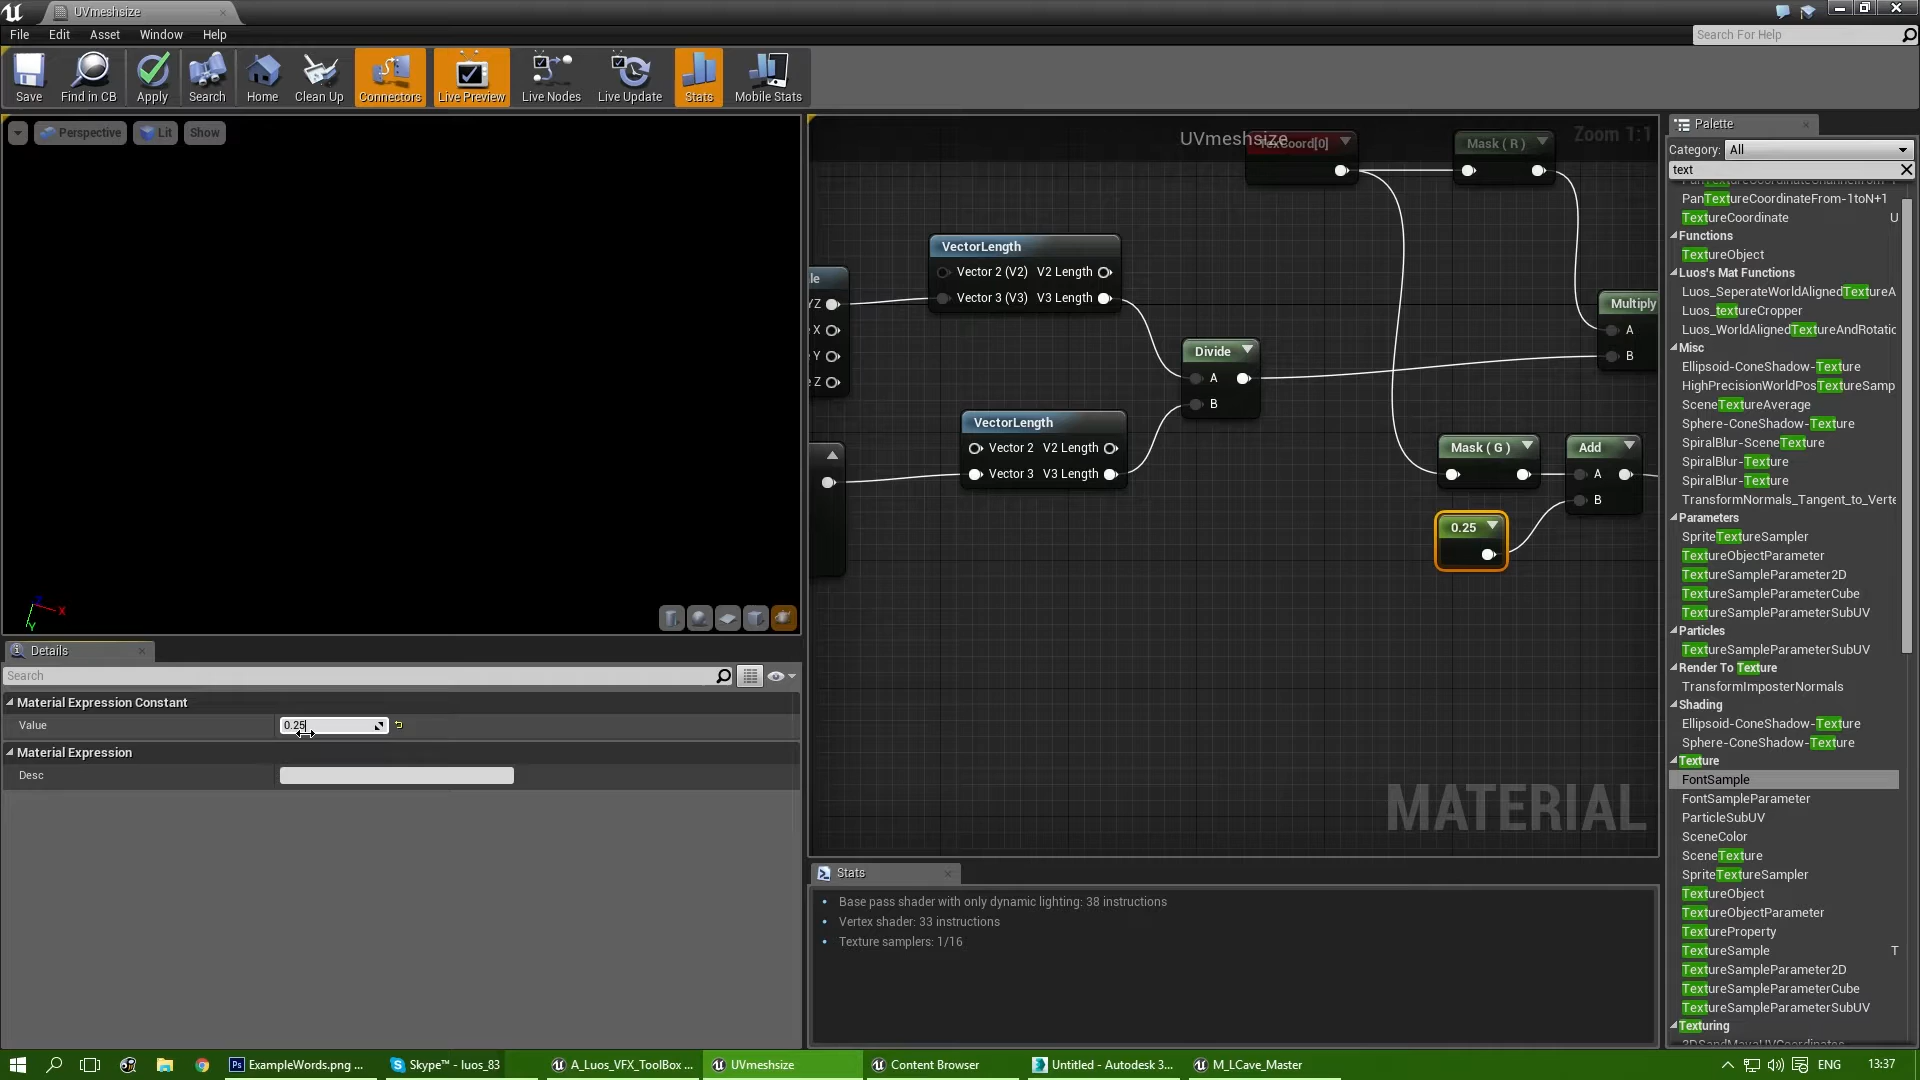 UVmeshsize
File Edit Asset Window Help
Search For Help
Save
Find in CB
Apply
Search
Home
Clean Up
Connectors
Live Preview
Live Nodes
Live Update
Stats
Mobile Stats
Perspective
Lit
Show
X
Y
UVmeshsize
Zoom 1:1
TexCoord[0]
Mask ( R )
VectorLength
Vector 2 (V2) V2 Length
Vector 3 (V3) V3 Length
le
YZ
X
Y
Z
Divide
A
B
Multiply
A
B
VectorLength
Vector 2 V2 Length
Vector 3 V3 Length
Mask ( G )
Add
A
B
0.25
MATERIAL
Palette
Category: All
text
PanTextureCoordinateFrom-1toN+1
TextureCoordinate U
Functions
TextureObject
Luos's Mat Functions
Luos_SeperateWorldAlignedTextureA
Luos_textureCropper
Luos_WorldAlignedTextureAndRotatic
Misc
Ellipsoid-ConeShadow-Texture
HighPrecisionWorldPosTextureSamp
SceneTextureAverage
Sphere-ConeShadow-Texture
SpiralBlur-SceneTexture
SpiralBlur-Texture
SpiralBlur-Texture
TransformNormals_Tangent_to_Verte
Parameters
SpriteTextureSampler
TextureObjectParameter
TextureSampleParameter2D
TextureSampleParameterCube
TextureSampleParameterSubUV
Particles
TextureSampleParameterSubUV
Render To Texture
TransformImposterNormals
Shading
Ellipsoid-ConeShadow-Texture
Sphere-ConeShadow-Texture
Texture
FontSample
FontSampleParameter
ParticleSubUV
SceneColor
SceneTexture
SpriteTextureSampler
TextureObject
TextureObjectParameter
TextureProperty
TextureSample T
TextureSampleParameter2D
TextureSampleParameterCube
TextureSampleParameterSubUV
Texturing
Details
Search
Material Expression Constant
Value 0.25
Material Expression
Desc
Stats
• Base pass shader with only dynamic lighting: 38 instructions
• Vertex shader: 33 instructions
• Texture samplers: 1/16
ExampleWords.png ...
Skype™ - luos_83
A_Luos_VFX_ToolBox ...
UVmeshsize
Content Browser
Untitled - Autodesk 3...
M_LCave_Master
ENG
13:37